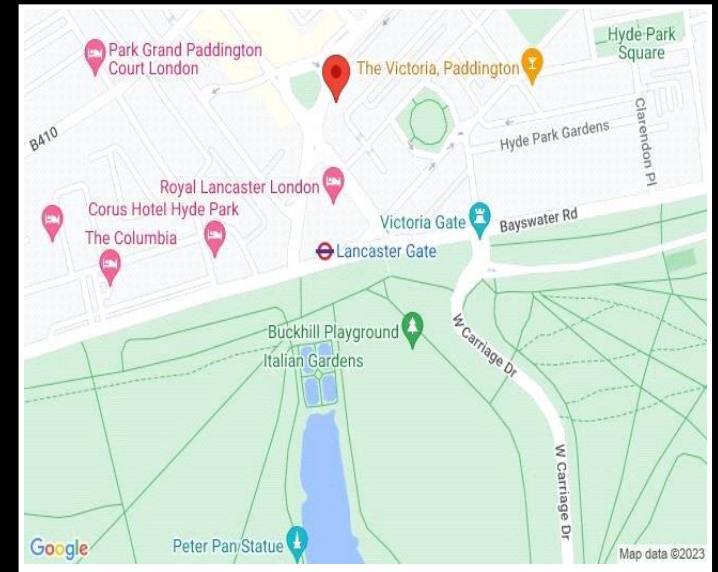 Park Grand Paddington
Court London
The Victoria, Paddington
Hyde Park
Square
B410
Hyde Park Gardens
Clarendon Pl
Royal Lancaster London
Corus Hotel Hyde Park
The Columbia
Victoria Gate
Bayswater Rd
Lancaster Gate
Buckhill Playground
Italian Gardens
W Carriage Dr
W Carriage Dr
Peter Pan Statue
Google
Map data ©2023